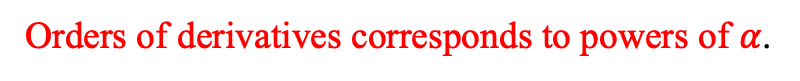 Orders of derivatives corresponds to powers of α.